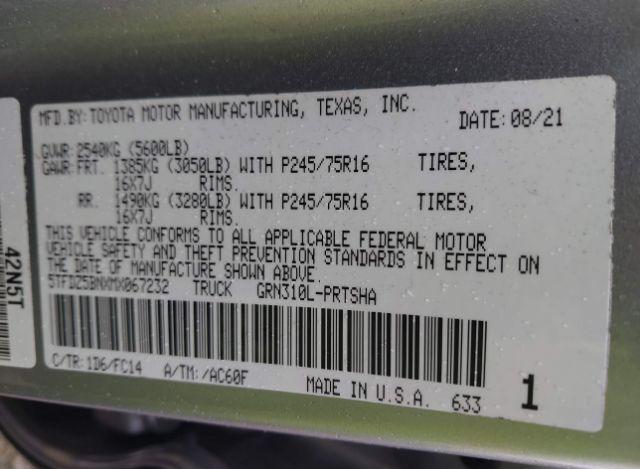 MFD.BY:TOYOTA MOTOR MANUFACTURING, TEXAS, INC.
DATE:08/21
GVWR 2540KG (5600LB)
GAWR:FRT. 1385KG (3050LB) WITH P245/75R16 TIRES,
16X7J RIMS.
RR. 1490KG (3280LB) WITH P245/75R16 TIRES,
16X7J RIMS.
THIS VEHICLE CONFORMS TO ALL APPLICABLE FEDERAL MOTOR
VEHICLE SAFETY AND THEFT PREVENTION STANDARDS IN EFFECT ON
THE DATE OF MANUFACTURE SHOWN ABOVE.
5TFDZ5BNXMX067232 TRUCK GRN310L-PRTSHA
C/TR:1D6/FC14 A/TM:/AC60F
MADE IN U.S.A. 633 1
42N5T